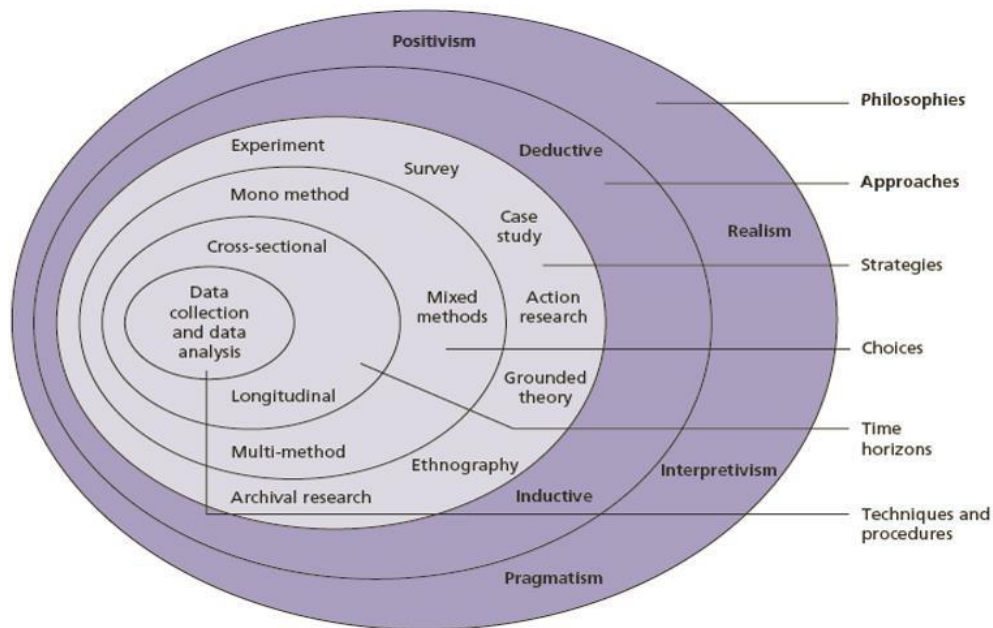 Positivism
Philosophies
Experiment
Deductive
Survey
Approaches
Mono method
Case
study
Realism
Cross-sectional
Strategies
Data
collection
and data
analysis
Mixed
methods
Action
research
Choices
Grounded
theory
Longitudinal
Time
horizons
Multi-method
Ethnography
Interpretivism
Archival research
Inductive
Techniques and
procedures
Pragmatism